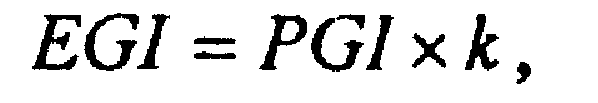 EGI = PGI × k,